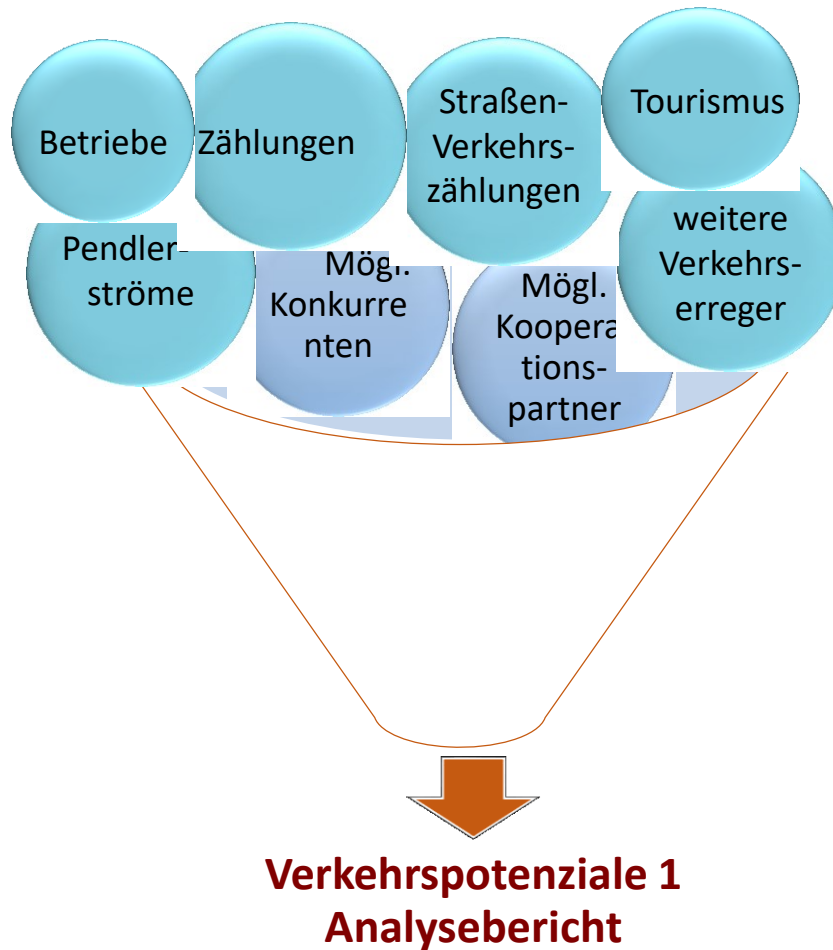 Betriebe
Zählungen
Straßen-
Verkehrs-
zählungen
Tourismus
Pendler-
ströme
Mögl.
Konkurre
nten
Mögl.
Koopera
tions-
partner
weitere
Verkehrs-
erreger
Verkehrspotenziale 1
Analysebericht